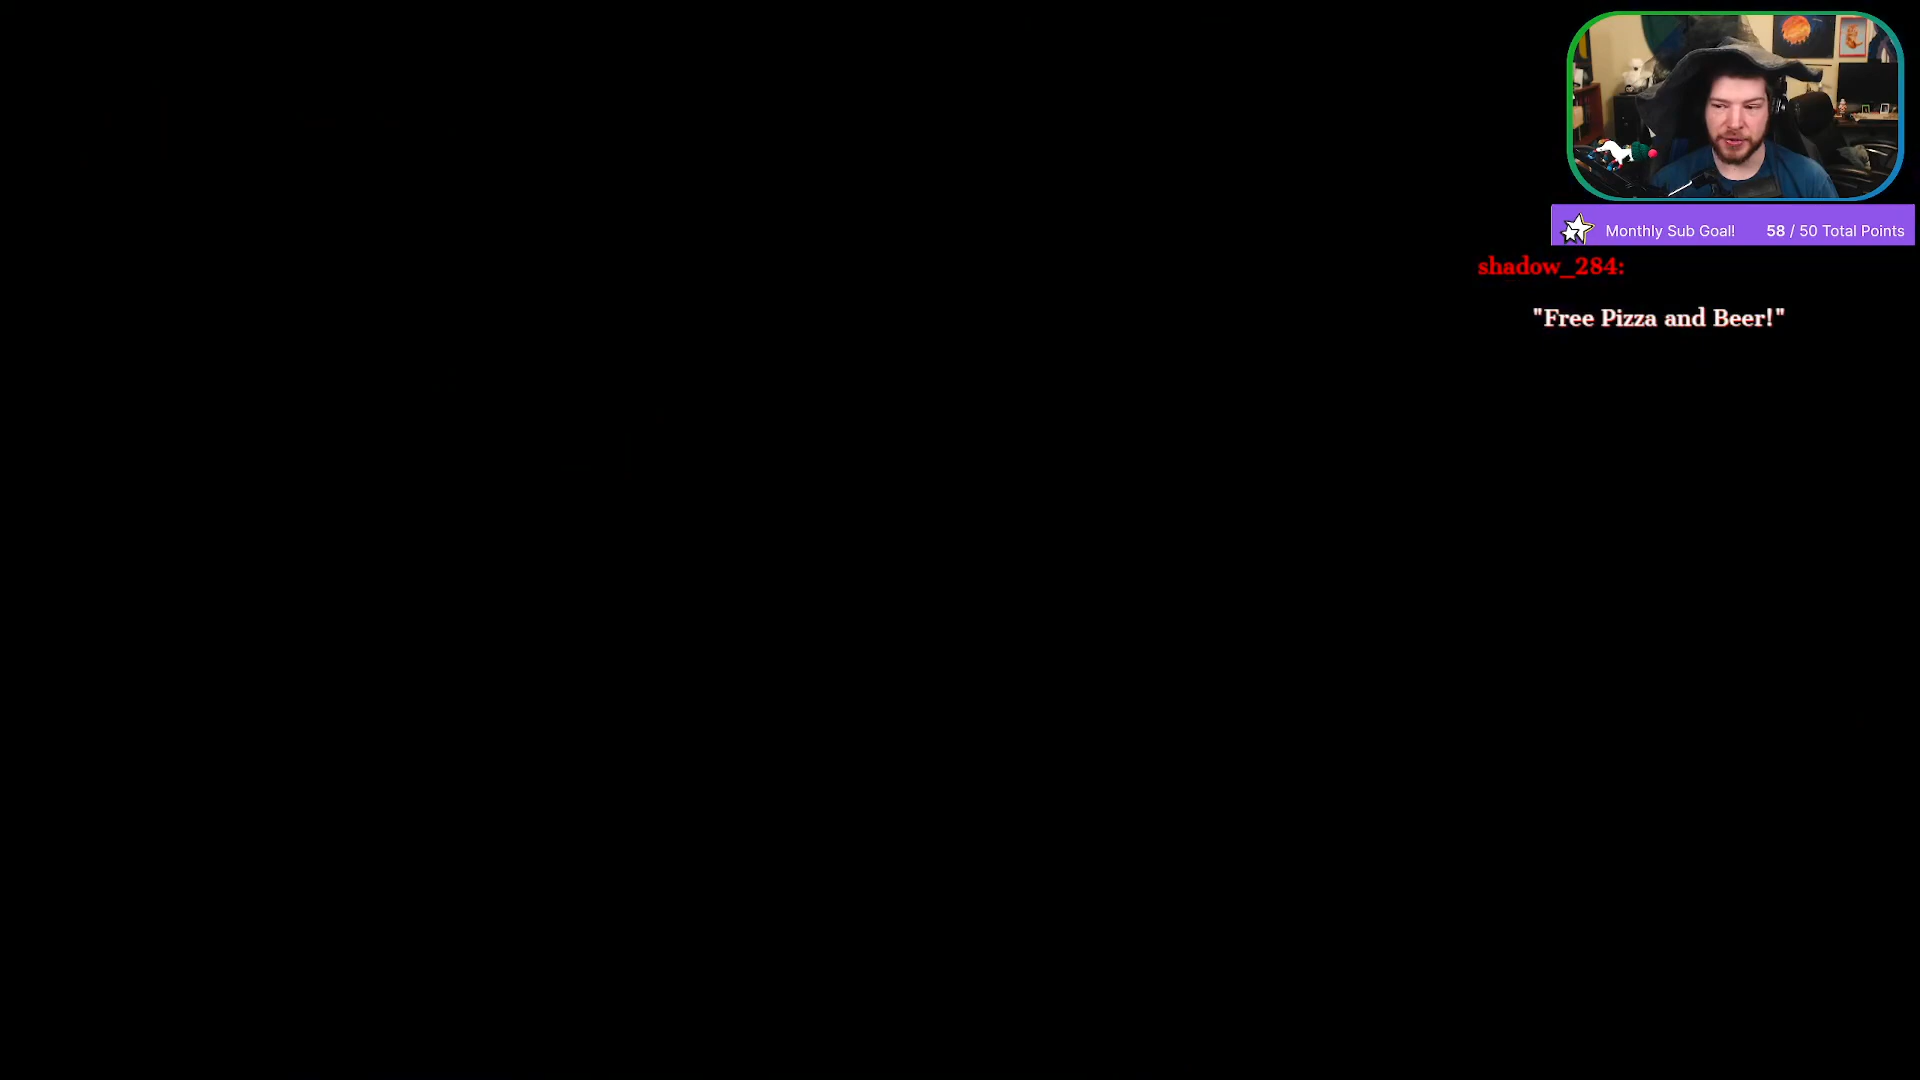 Monthly Sub Goal! 58 / 50 Total Points
shadow_284:
"Free Pizza and Beer!"